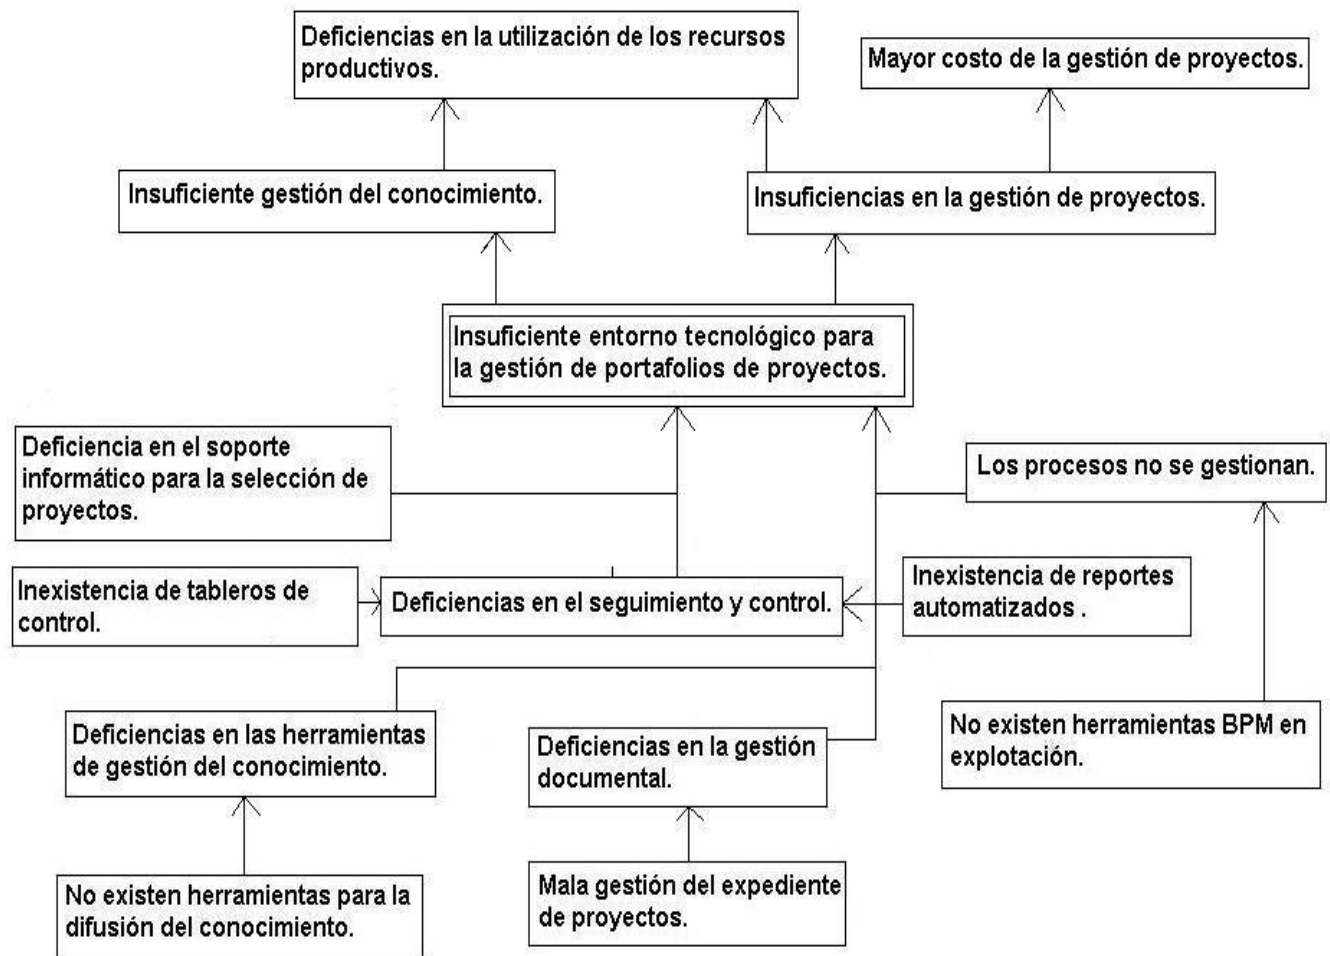 Deficiencias en la utilización de los recursos
productivos.
Mayor costo de la gestión de proyectos.
Insuficiente gestión del conocimiento.
Insuficiencias en la gestión de proyectos.
Insuficiente entorno tecnológico para
la gestión de portafolios de proyectos.
Deficiencia en el soporte
informático para la selección de
proyectos.
Los procesos no se gestionan.
Inexistencia de tableros de
control.
Deficiencias en el seguimiento y control.
Inexistencia de reportes
automatizados .
Deficiencias en las herramientas
de gestión del conocimiento.
Deficiencias en la gestión
documental.
No existen herramientas BPM en
explotación.
No existen herramientas para la
difusión del conocimiento.
Mala gestión del expediente
de proyectos.